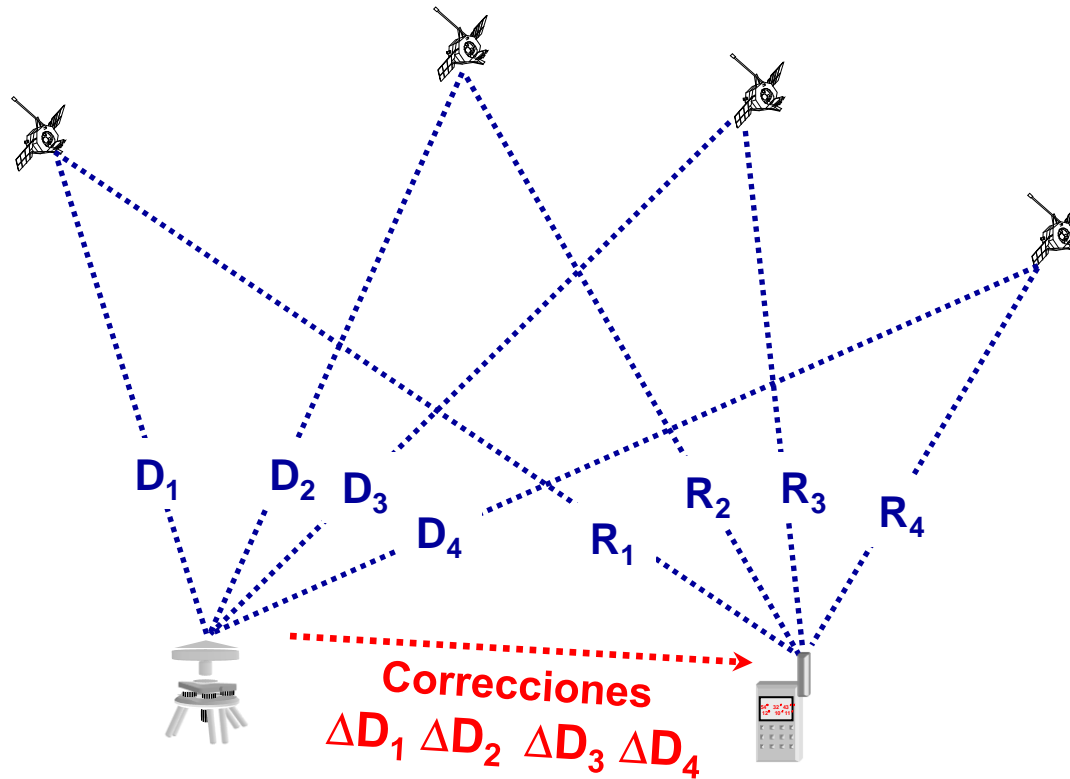 D₁ D₂ D₃ D₄ R₁ R₂ R₃ R₄
Correcciones
ΔD₁ ΔD₂ ΔD₃ ΔD₄